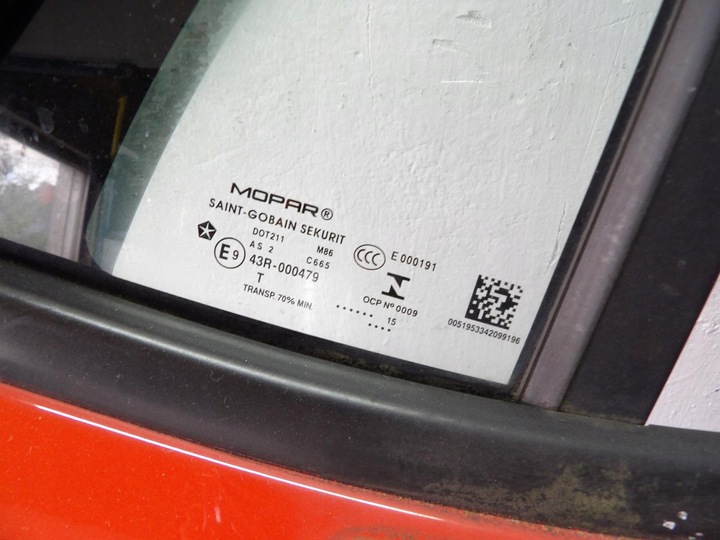 MOPAR®
SAINT-GOBAIN SEKURIT
DOT211 M86
AS 2 C665
E9 43R-000479
T
TRANSP. 70% MIN.
CCC E 000191
OCP Nº 0009
...... 15
.....
0051953342099196